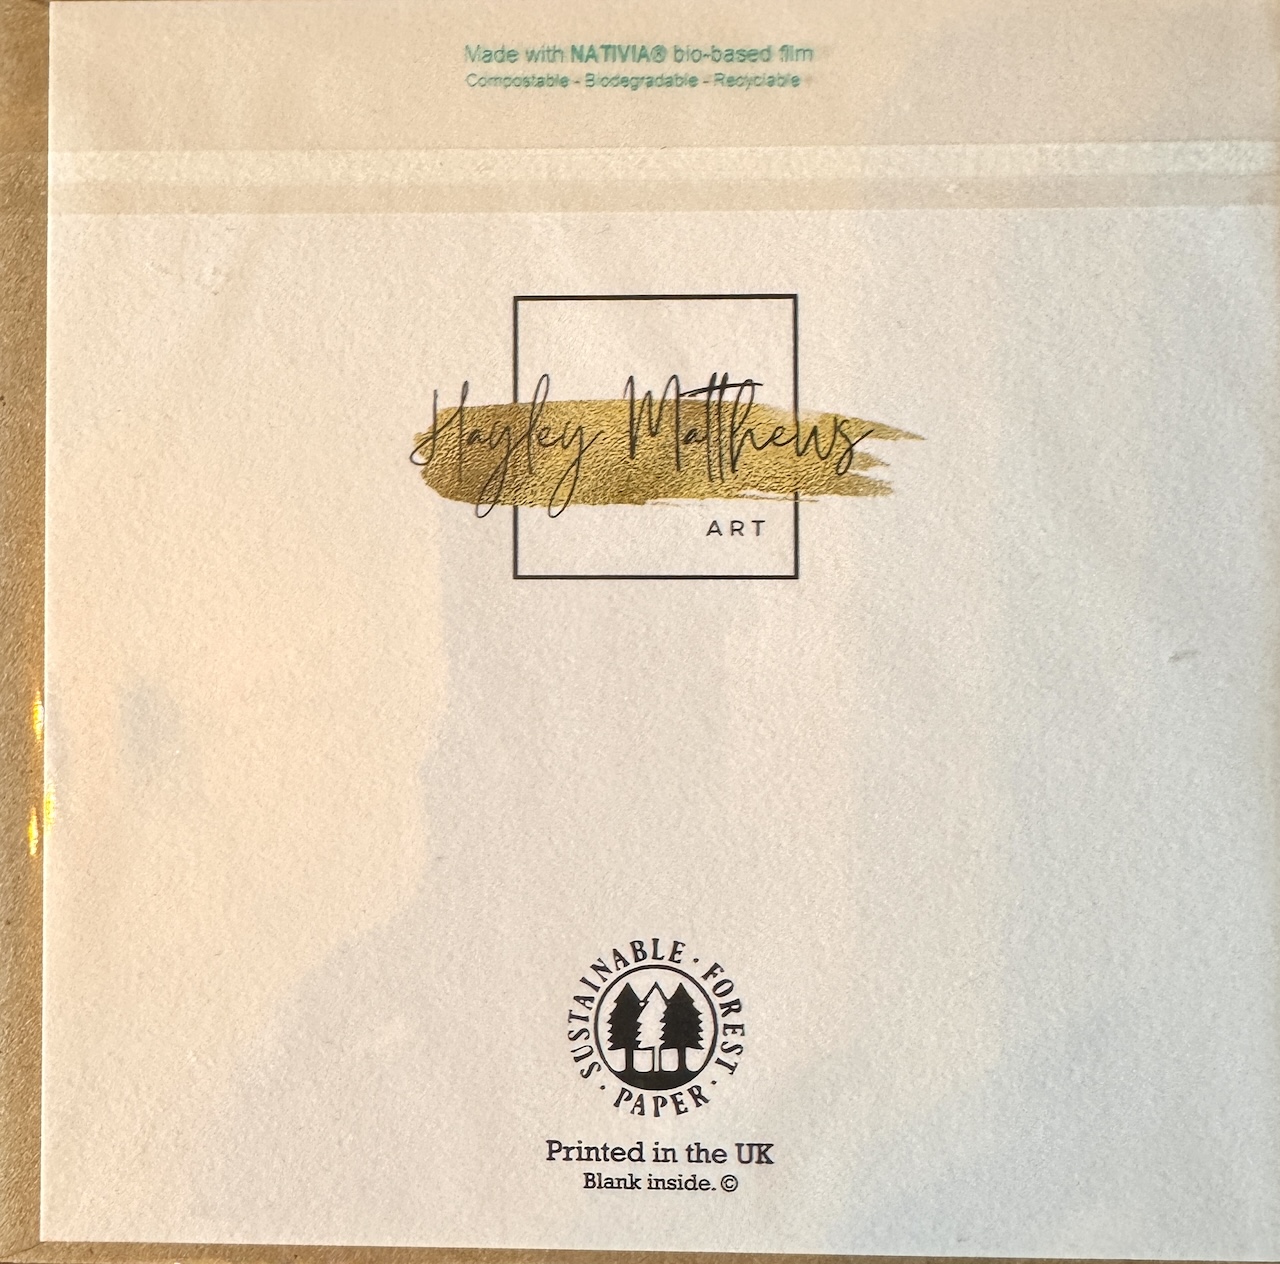 Made with NATIVIA® bio-based film
Compostable - Biodegradable - Recyclable
Hayley Matthews
ART
SUSTAINABLE · FOREST · PAPER ·
Printed in the UK
Blank inside. ©